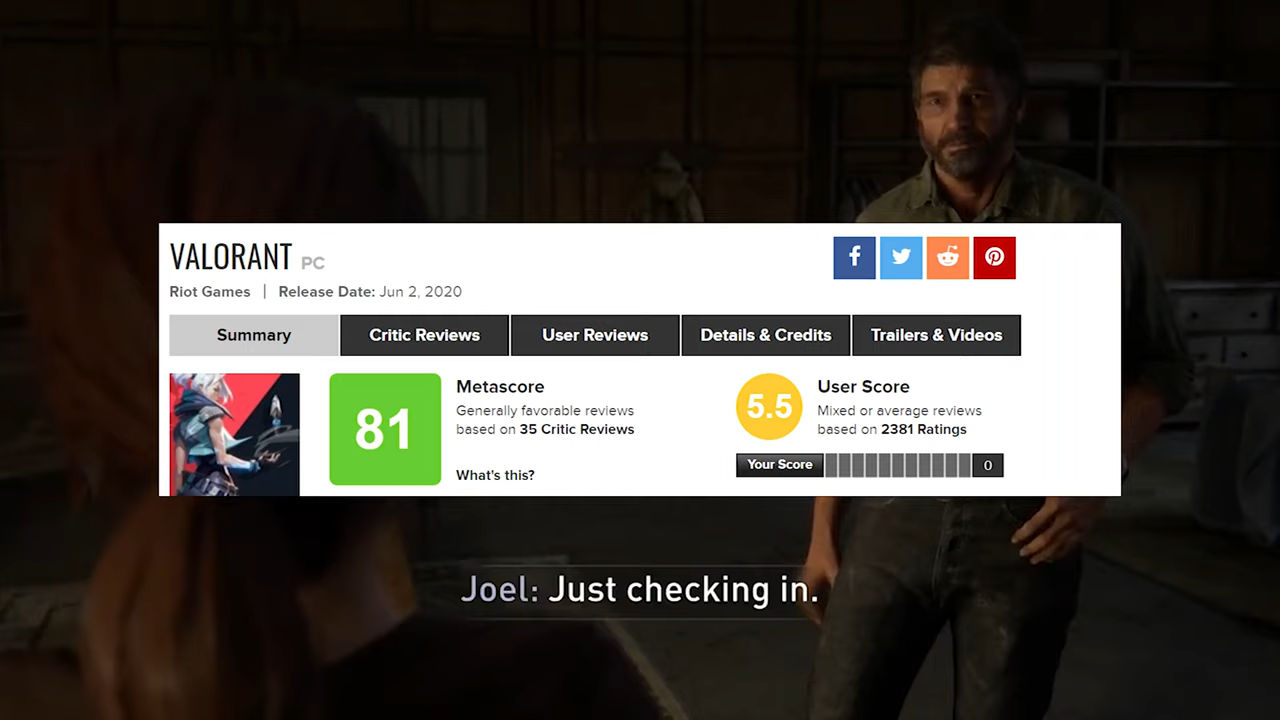 VALORANT PC
Riot Games | Release Date: Jun 2, 2020
Summary Critic Reviews User Reviews Details & Credits Trailers & Videos
81
Metascore
Generally favorable reviews
based on 35 Critic Reviews
What's this?
5.5
User Score
Mixed or average reviews
based on 2381 Ratings
Your Score 0
Joel: Just checking in.